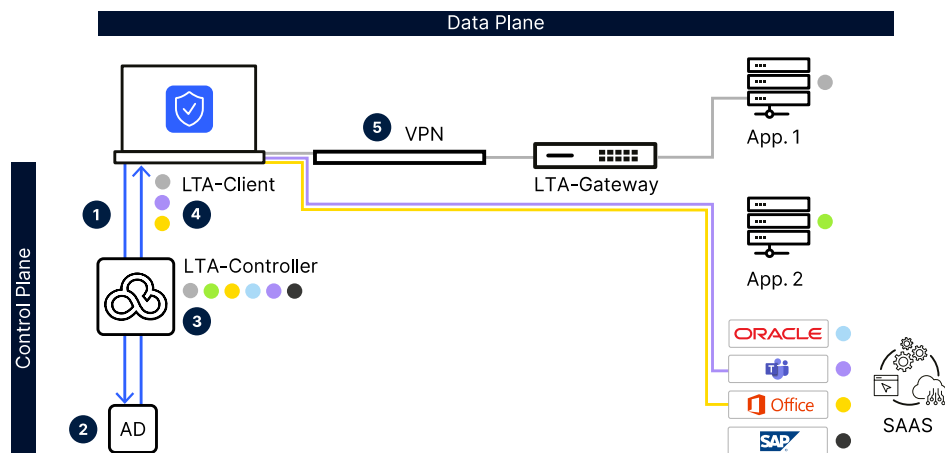 Data Plane
App. 1
5
VPN
LTA-Gateway
LTA-Client
1
4
Control Plane
App. 2
LTA-Controller
3
ORACLE
T
Office
SAP
SAAS
2
AD